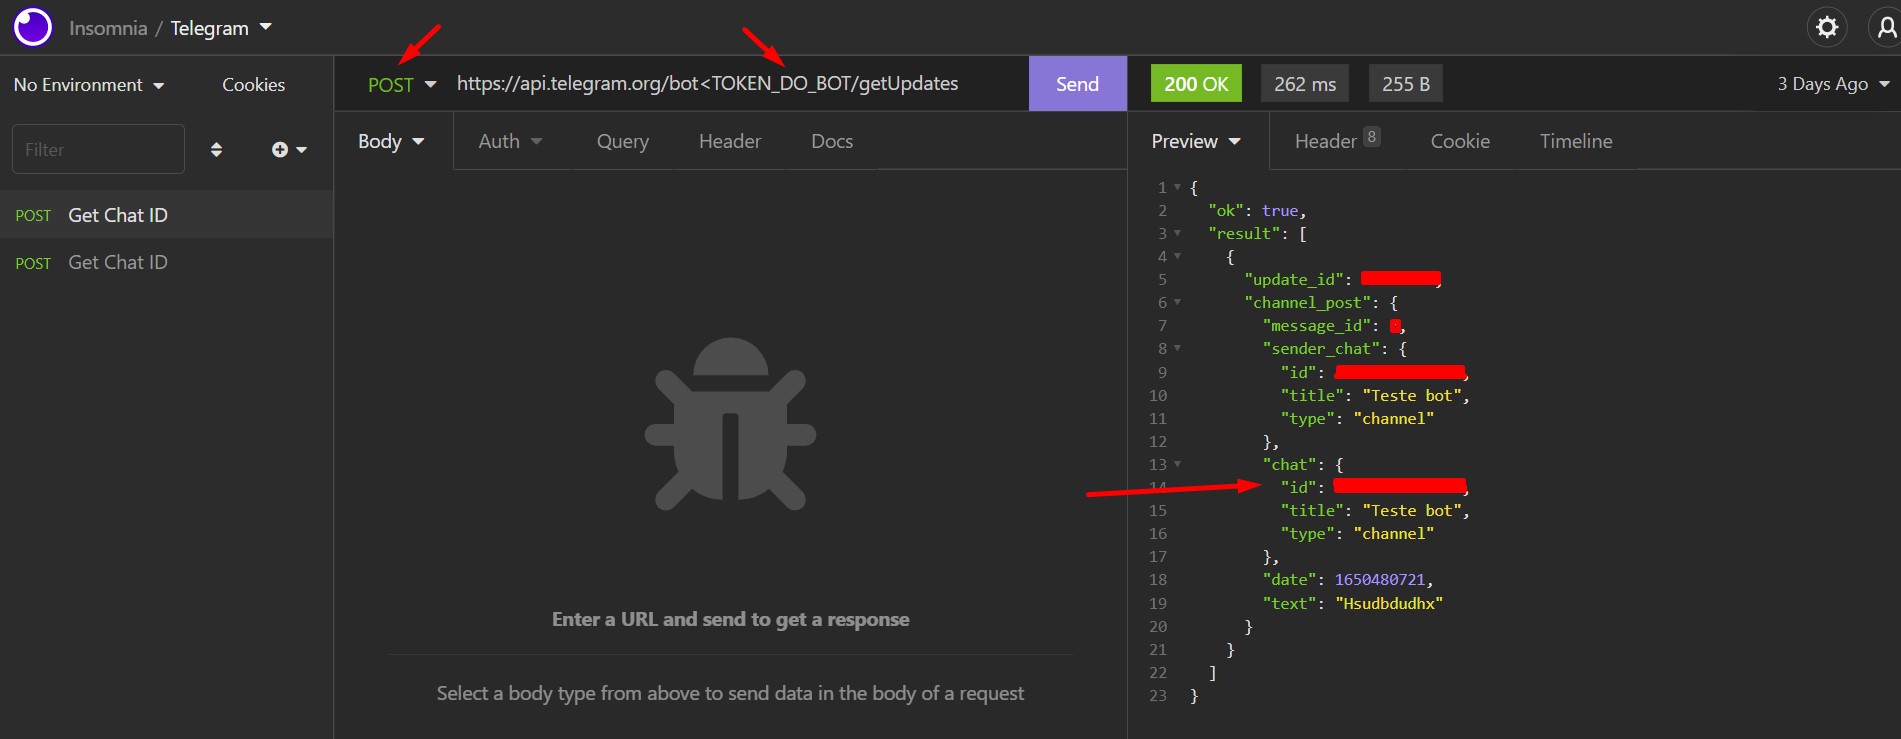 Insomnia / Telegram
No Environment
Cookies
POST
https://api.telegram.org/bot<TOKEN_DO_BOT/getUpdates
Send
200 OK
262 ms
255 B
3 Days Ago
Filter
POST Get Chat ID
POST Get Chat ID
Body
Auth
Query
Header
Docs
Enter a URL and send to get a response
Select a body type from above to send data in the body of a request
Preview
Header 8
Cookie
Timeline
1 {
2 "ok": true,
3 "result": [
4 {
5 "update_id": ,
6 "channel_post": {
7 "message_id": ,
8 "sender_chat": {
9 "id": ,
10 "title": "Teste bot",
11 "type": "channel"
12 },
13 "chat": {
14 "id": ,
15 "title": "Teste bot",
16 "type": "channel"
17 },
18 "date": 1650480721,
19 "text": "Hsudbdudhx"
20 }
21 }
22 ]
23 }